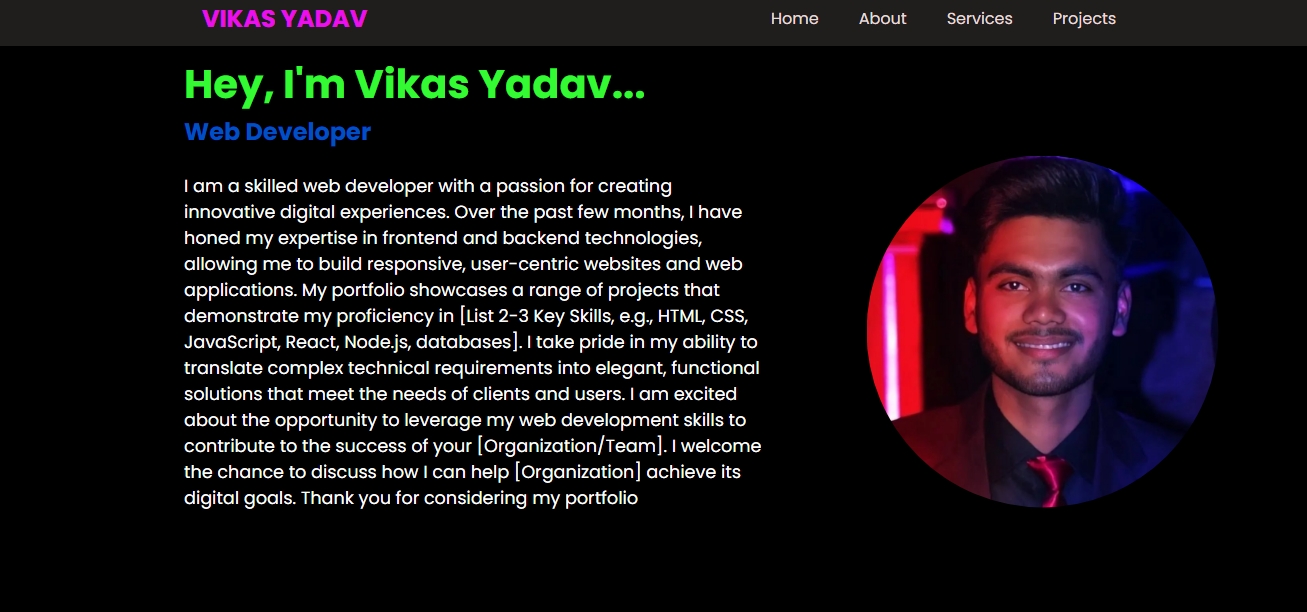 VIKAS YADAV
Home About Services Projects
Hey, I'm Vikas Yadav...
Web Developer
I am a skilled web developer with a passion for creating
innovative digital experiences. Over the past few months, I have
honed my expertise in frontend and backend technologies,
allowing me to build responsive, user-centric websites and web
applications. My portfolio showcases a range of projects that
demonstrate my proficiency in [List 2-3 Key Skills, e.g., HTML, CSS,
JavaScript, React, Node.js, databases]. I take pride in my ability to
translate complex technical requirements into elegant, functional
solutions that meet the needs of clients and users. I am excited
about the opportunity to leverage my web development skills to
contribute to the success of your [Organization/Team]. I welcome
the chance to discuss how I can help [Organization] achieve its
digital goals. Thank you for considering my portfolio